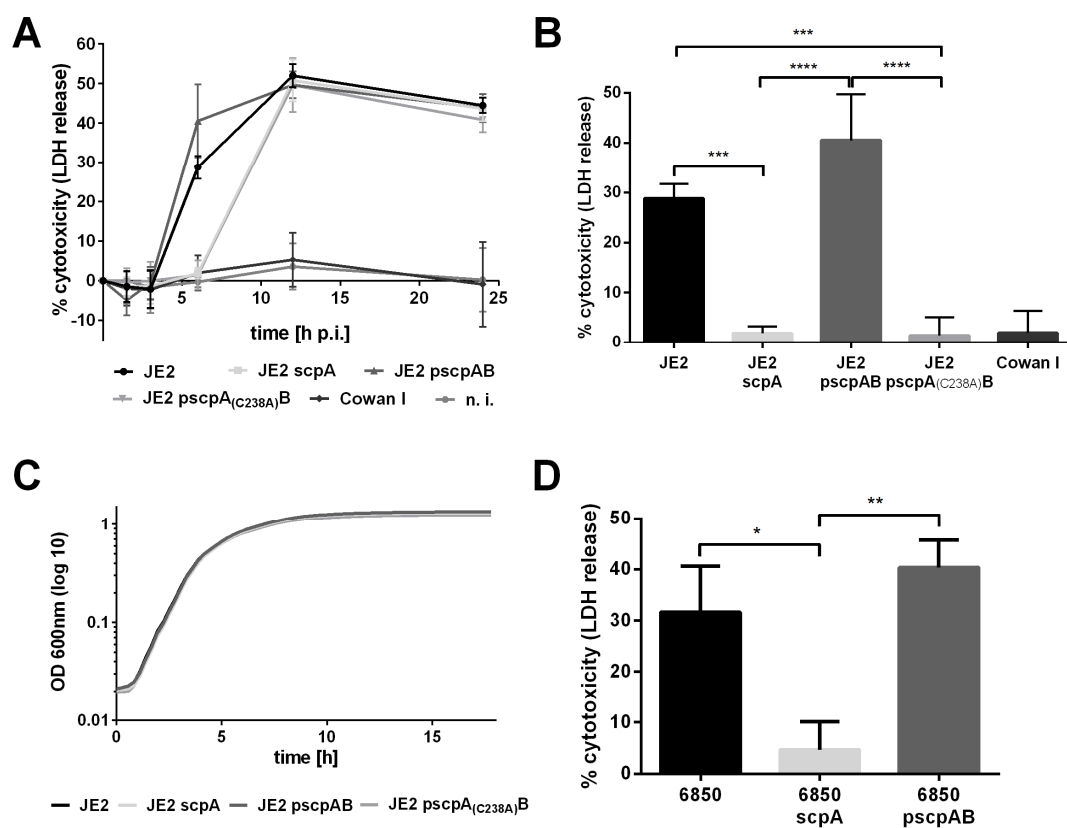 A
% cytotoxicity (LDH release)
60
50
40
30
20
10
0
-10
5
10
15
20
25
time [h p.i.]
JE2
JE2 scpA
JE2 pscpAB
JE2 pscpA(C238A)B
Cowan I
n. i.
B
% cytotoxicity (LDH release)
50
40
30
20
10
0
***
****
****
***
JE2
JE2
scpA
JE2
pscpAB
JE2
pscpA(C238A)B
Cowan I
C
OD 600nm (log 10)
1
0.1
0.01
0
5
10
15
time [h]
JE2
JE2 scpA
JE2 pscpAB
JE2 pscpA(C238A)B
D
% cytotoxicity (LDH release)
50
40
30
20
10
0
*
**
6850
6850
scpA
6850
pscpAB